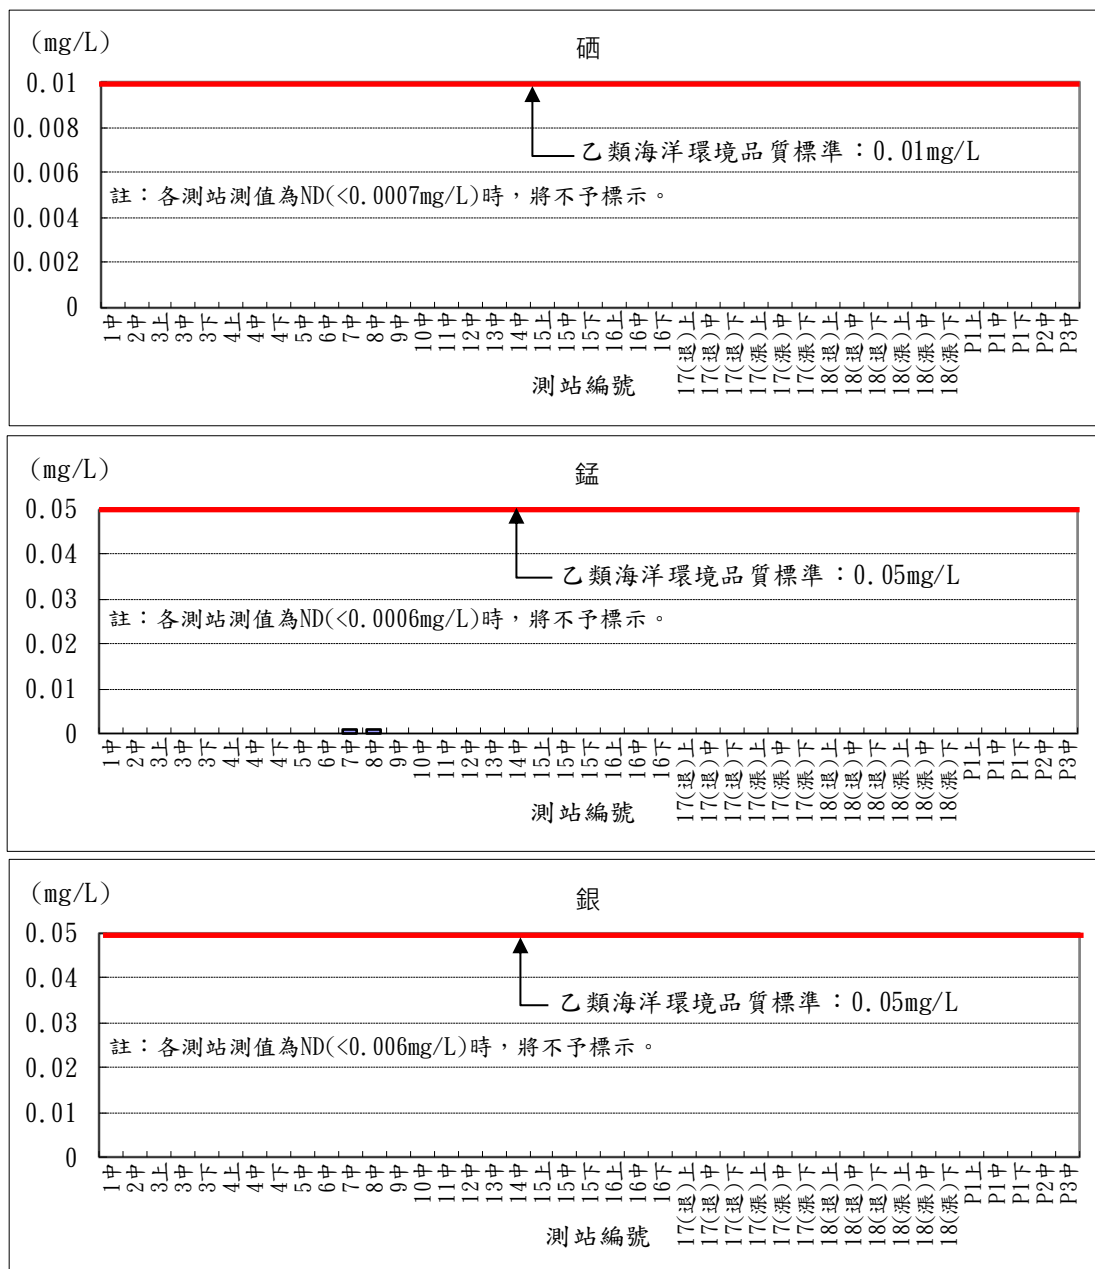 (mg/L)
硒
0.01
0.008
0.006
0.004
0.002
0
乙類海洋環境品質標準：0.01mg/L
註：各測站測值為ND(<0.0007mg/L)時，將不予標示。
1中 2中 3上 3中 3下 4上 4中 4下 5中 6中 7中 8中 9中 10中 11中 12中 13中 14中 15上 15中 15下 16上 16中 16下 17(退)上 17(退)中 17(退)下 17(漲)上 17(漲)中 17(漲)下 18(退)上 18(退)中 18(退)下 18(漲)上 18(漲)中 18(漲)下 P1上 P1中 P1下 P2中 P3中
測站編號
(mg/L)
錳
0.05
0.04
0.03
0.02
0.01
0
乙類海洋環境品質標準：0.05mg/L
註：各測站測值為ND(<0.0006mg/L)時，將不予標示。
1中 2中 3上 3中 3下 4上 4中 4下 5中 6中 7中 8中 9中 10中 11中 12中 13中 14中 15上 15中 15下 16上 16中 16下 17(退)上 17(退)中 17(退)下 17(漲)上 17(漲)中 17(漲)下 18(退)上 18(退)中 18(退)下 18(漲)上 18(漲)中 18(漲)下 P1上 P1中 P1下 P2中 P3中
測站編號
(mg/L)
銀
0.05
0.04
0.03
0.02
0.01
0
乙類海洋環境品質標準：0.05mg/L
註：各測站測值為ND(<0.006mg/L)時，將不予標示。
1中 2中 3上 3中 3下 4上 4中 4下 5中 6中 7中 8中 9中 10中 11中 12中 13中 14中 15上 15中 15下 16上 16中 16下 17(退)上 17(退)中 17(退)下 17(漲)上 17(漲)中 17(漲)下 18(退)上 18(退)中 18(退)下 18(漲)上 18(漲)中 18(漲)下 P1上 P1中 P1下 P2中 P3中
測站編號